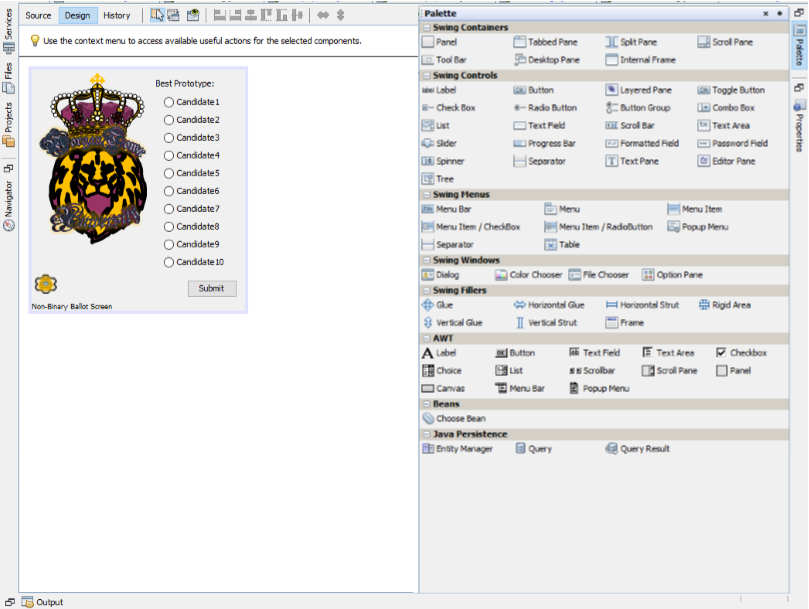 Source Design History
Use the context menu to access available useful actions for the selected components.
Services
Files
Projects
Navigator
Best Prototype:
Candidate1
Candidate2
Candidate3
Candidate4
Candidate5
Candidate6
Candidate7
Candidate8
Candidate9
Candidate10
Submit
Non-Binary Ballot Screen
Output
Palette
Swing Containers
Panel Tabbed Pane Split Pane Scroll Pane
Tool Bar Desktop Pane Internal Frame
Swing Controls
label Label Button Layered Pane Toggle Button
Check Box Radio Button Button Group Combo Box
List Text Field Scroll Bar Text Area
Slider Progress Bar Formatted Field Password Field
Spinner Separator Text Pane Editor Pane
Tree
Swing Menus
Menu Bar Menu Menu Item
Menu Item / CheckBox Menu Item / RadioButton Popup Menu
Separator Table
Swing Windows
Dialog Color Chooser File Chooser Option Pane
Swing Fillers
Glue Horizontal Glue Horizontal Strut Rigid Area
Vertical Glue Vertical Strut Frame
AWT
A Label OK Button Text Field Text Area Checkbox
Choice List Scrollbar Scroll Pane Panel
Canvas Menu Bar Popup Menu
Beans
Choose Bean
Java Persistence
Entity Manager Query Query Result
Palette
Properties